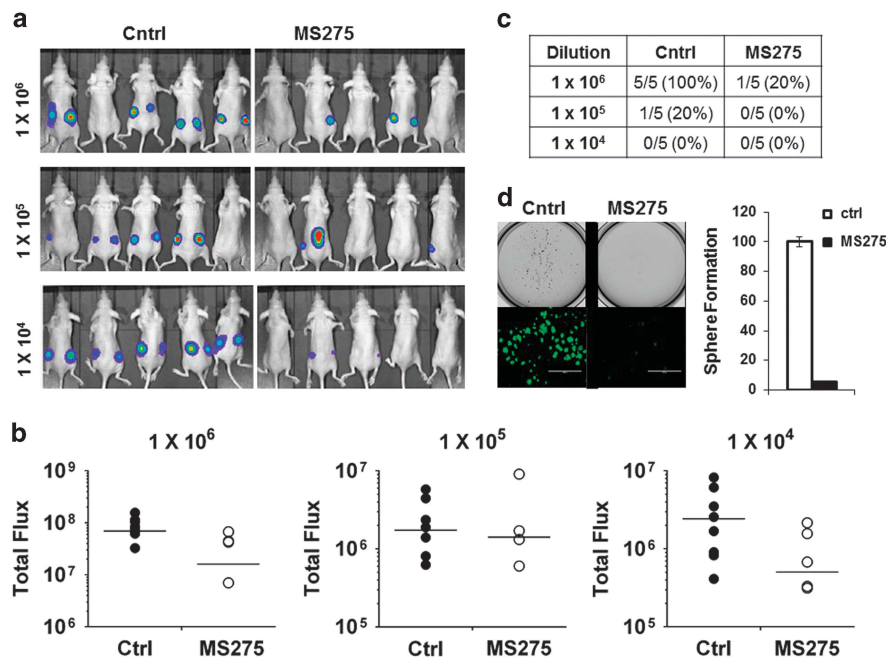 a
Cntrl MS275
1 X 10⁶
1 X 10⁵
1 X 10⁴
c
Dilution Cntrl MS275
1 x 10⁶ 5/5 (100%) 1/5 (20%)
1 x 10⁵ 1/5 (20%) 0/5 (0%)
1 x 10⁴ 0/5 (0%) 0/5 (0%)
d
Cntrl MS275
Sphere Formation
120
100
80
60
40
20
0
ctrl
MS275
b
1 X 10⁶
Total Flux
10⁹
10⁸
10⁷
10⁶
Ctrl MS275
1 X 10⁵
Total Flux
10⁷
10⁶
10⁵
Ctrl MS275
1 X 10⁴
Total Flux
10⁷
10⁶
10⁵
Ctrl MS275